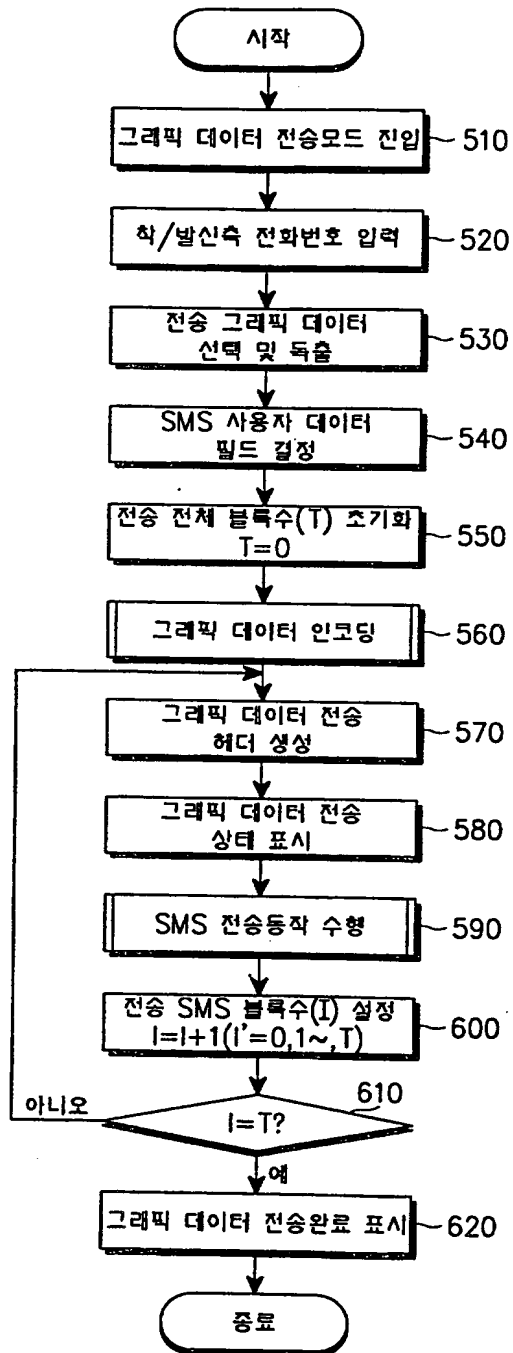 시작
그래픽 데이터 전송모드 진입
510
착/발신측 전화번호 입력
520
전송 그래픽 데이터
선택 및 독출
530
SMS 사용자 데이터
필드 결정
540
전송 전체 블록수(T) 초기화
T=0
550
그래픽 데이터 인코딩
560
그래픽 데이터 전송
헤더 생성
570
그래픽 데이터 전송
상태 표시
580
SMS 전송동작 수형
590
전송 SMS 블록수(I) 설정
I=I+1(I'=0,1~,T)
600
610
아니오
I=T?
예
그래픽 데이터 전송완료 표시
620
종료